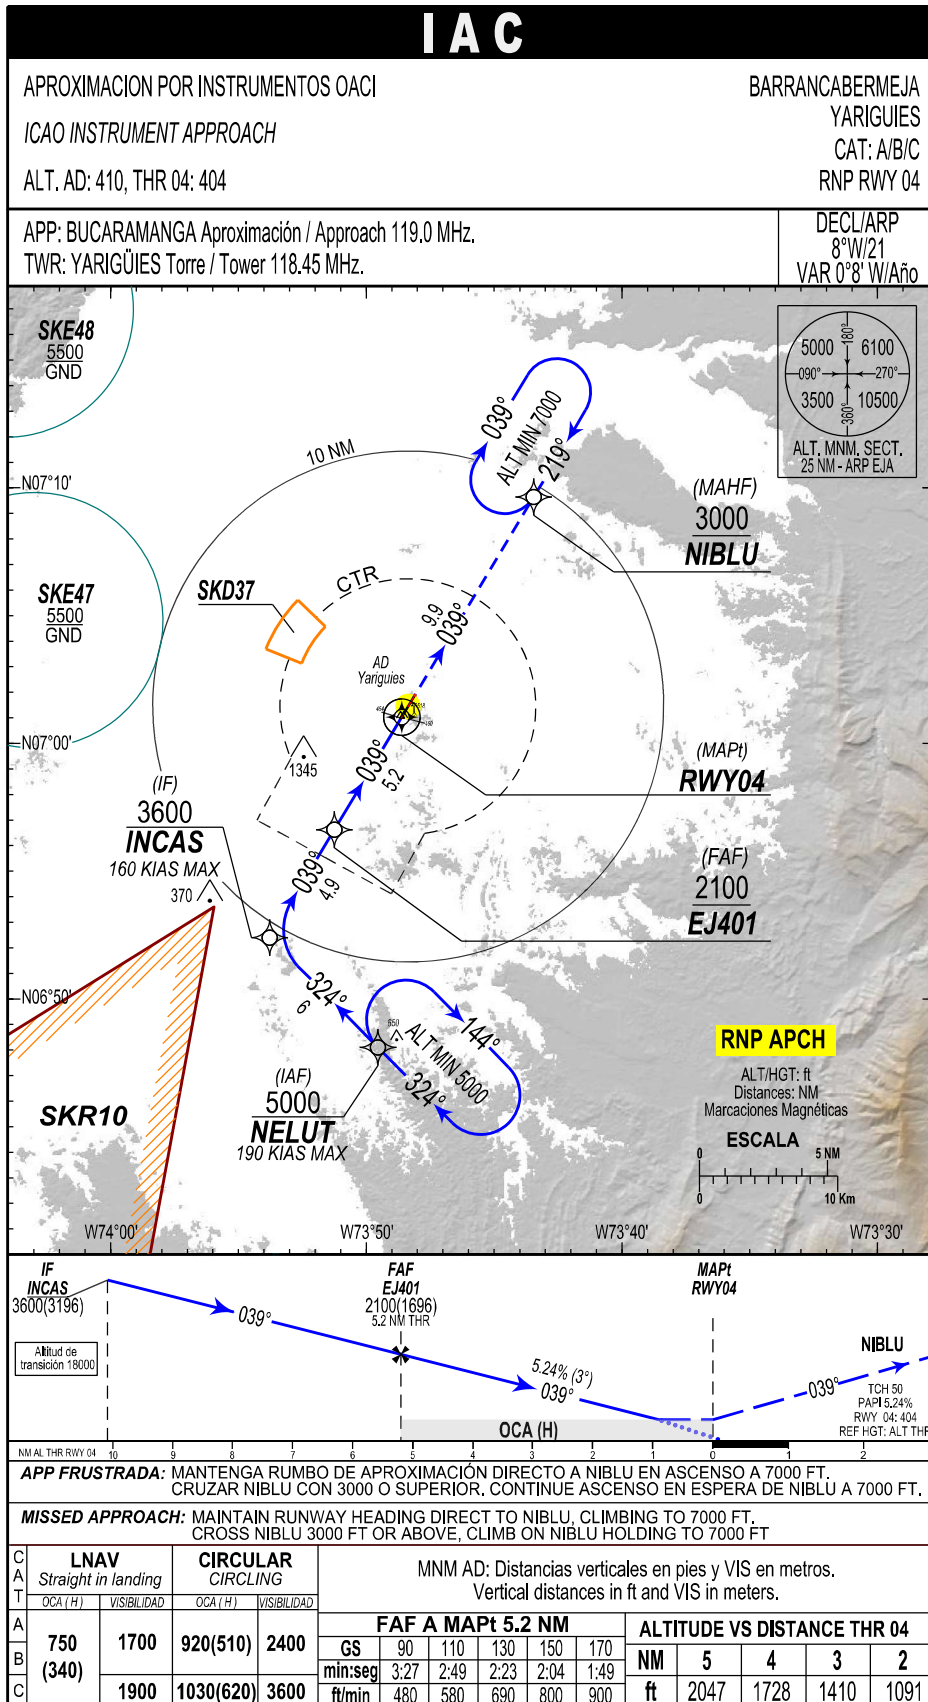 IAC
APROXIMACION POR INSTRUMENTOS OACI
ICAO INSTRUMENT APPROACH
ALT. AD: 410, THR 04: 404
BARRANCABERMEJA
YARIGUIES
CAT: A/B/C
RNP RWY 04
APP: BUCARAMANGA Aproximación / Approach 119.0 MHz.
TWR: YARIGÜIES Torre / Tower 118.45 MHz.
DECL/ARP
8°W/21
VAR 0°8' W/Año
SKE48
5500
GND
5000
6100
3500
10500
180°
090°
270°
360°
ALT. MNM. SECT.
25 NM - ARP EJA
039°
ALT MIN 7000
219°
10 NM
N07°10'
(MAHF)
3000
NIBLU
SKE47
5500
GND
SKD37
CTR
9.9
039°
AD
Yariguies
N07°00'
(MAPt)
RWY04
1345
039°
5.2
(IF)
3600
INCAS
160 KIAS MAX
370
039°
4.9
(FAF)
2100
EJ401
N06°50'
324°
6
550
144°
ALT MIN 5000
324°
(IAF)
5000
NELUT
190 KIAS MAX
SKR10
RNP APCH
ALT/HGT: ft
Distances: NM
Marcaciones Magnéticas
ESCALA
0 5 NM
0 10 Km
W74°00' W73°50' W73°40' W73°30'
IF
INCAS
3600(3196)
FAF
EJ401
2100(1696)
5.2 NM THR
MAPt
RWY04
Altitud de
transición 18000
039°
5.24% (3°)
039°
039°
NIBLU
TCH 50
PAPI 5.24%
RWY 04: 404
REF HGT: ALT THR
OCA (H)
NM AL THR RWY 04 10 9 8 7 6 5 4 3 2 1 0 1 2
APP FRUSTRADA: MANTENGA RUMBO DE APROXIMACIÓN DIRECTO A NIBLU EN ASCENSO A 7000 FT.
CRUZAR NIBLU CON 3000 O SUPERIOR. CONTINUE ASCENSO EN ESPERA DE NIBLU A 7000 FT.
MISSED APPROACH: MAINTAIN RUNWAY HEADING DIRECT TO NIBLU, CLIMBING TO 7000 FT.
CROSS NIBLU 3000 FT OR ABOVE, CLIMB ON NIBLU HOLDING TO 7000 FT
CAT
LNAV
Straight in landing
CIRCULAR
CIRCLING
OCA ( H ) VISIBILIDAD OCA ( H ) VISIBILIDAD
MNM AD: Distancias verticales en pies y VIS en metros.
Vertical distances in ft and VIS in meters.
A
B
C
750
(340)
1700 920(510) 2400
1900 1030(620) 3600
FAF A MAPt 5.2 NM
GS 90 110 130 150 170
min:seg 3:27 2:49 2:23 2:04 1:49
ft/min 480 580 690 800 900
ALTITUDE VS DISTANCE THR 04
NM 5 4 3 2
ft 2047 1728 1410 1091